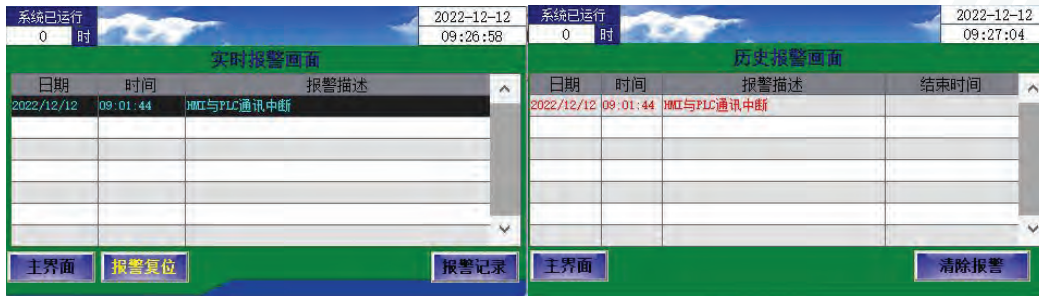 系统已运行
0 时
2022-12-12
09:26:58
实时报警画面
日期 时间 报警描述
2022/12/12 09:01:44 HMI与PLC通讯中断
主界面 报警复位 报警记录
系统已运行
0 时
2022-12-12
09:27:04
历史报警画面
日期 时间 报警描述 结束时间
2022/12/12 09:01:44 HMI与PLC通讯中断
主界面 清除报警